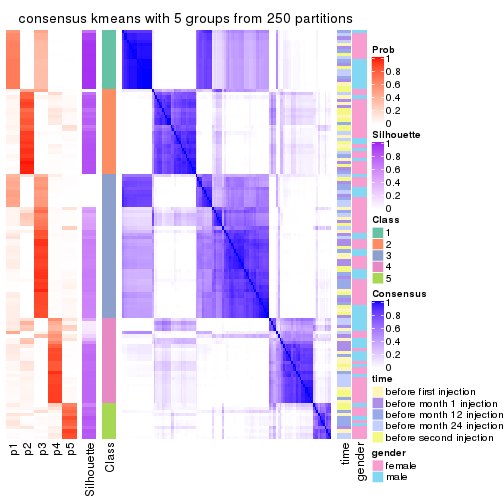 consensus kmeans with 5 groups from 250 partitions
Prob
1
0.8
0.6
0.4
0.2
0
Silhouette
1
0.8
0.6
0.4
0.2
0
Class
1
2
3
4
5
Consensus
1
0.8
0.6
0.4
0.2
0
time
before first injection
before month 1 injection
before month 12 injection
before month 24 injection
before second injection
gender
female
male
p1
p2
p3
p4
p5
Silhouette
Class
time
gender